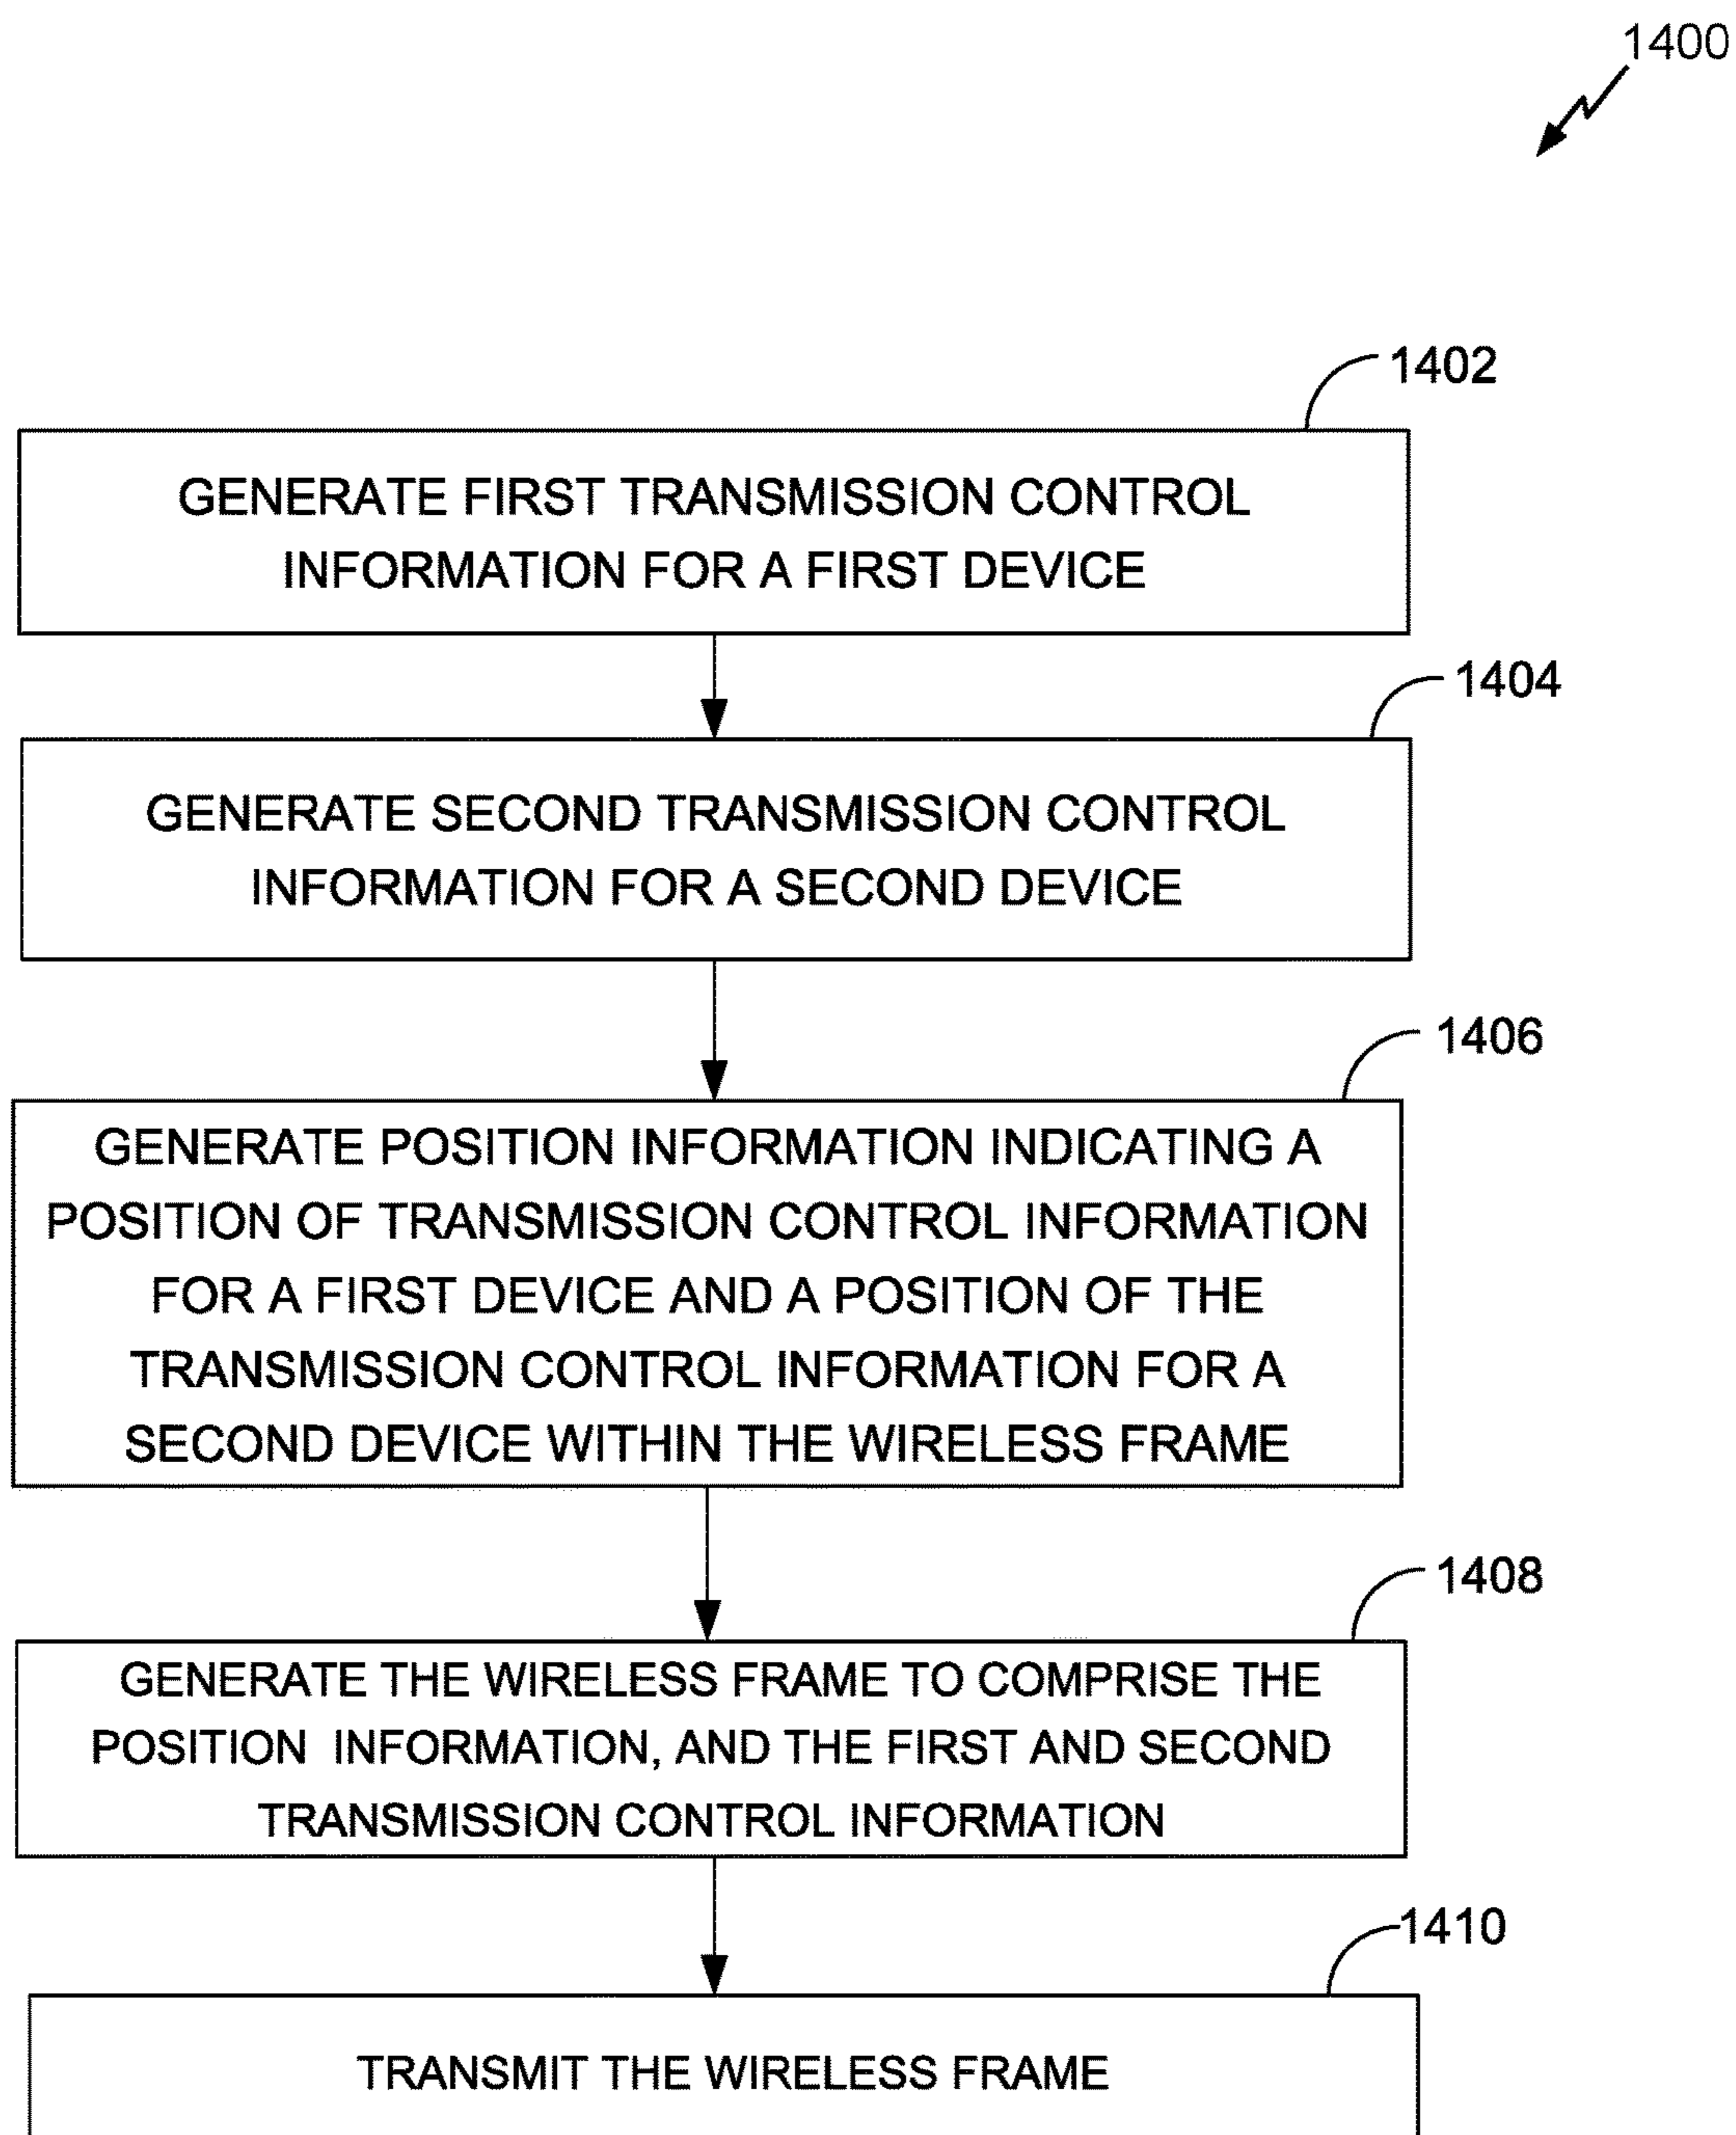 1400
1402
GENERATE FIRST TRANSMISSION CONTROL
INFORMATION FOR A FIRST DEVICE
1404
GENERATE SECOND TRANSMISSION CONTROL
INFORMATION FOR A SECOND DEVICE
1406
GENERATE POSITION INFORMATION INDICATING A
POSITION OF TRANSMISSION CONTROL INFORMATION
FOR A FIRST DEVICE AND A POSITION OF THE
TRANSMISSION CONTROL INFORMATION FOR A
SECOND DEVICE WITHIN THE WIRELESS FRAME
1408
GENERATE THE WIRELESS FRAME TO COMPRISE THE
POSITION INFORMATION, AND THE FIRST AND SECOND
TRANSMISSION CONTROL INFORMATION
1410
TRANSMIT THE WIRELESS FRAME